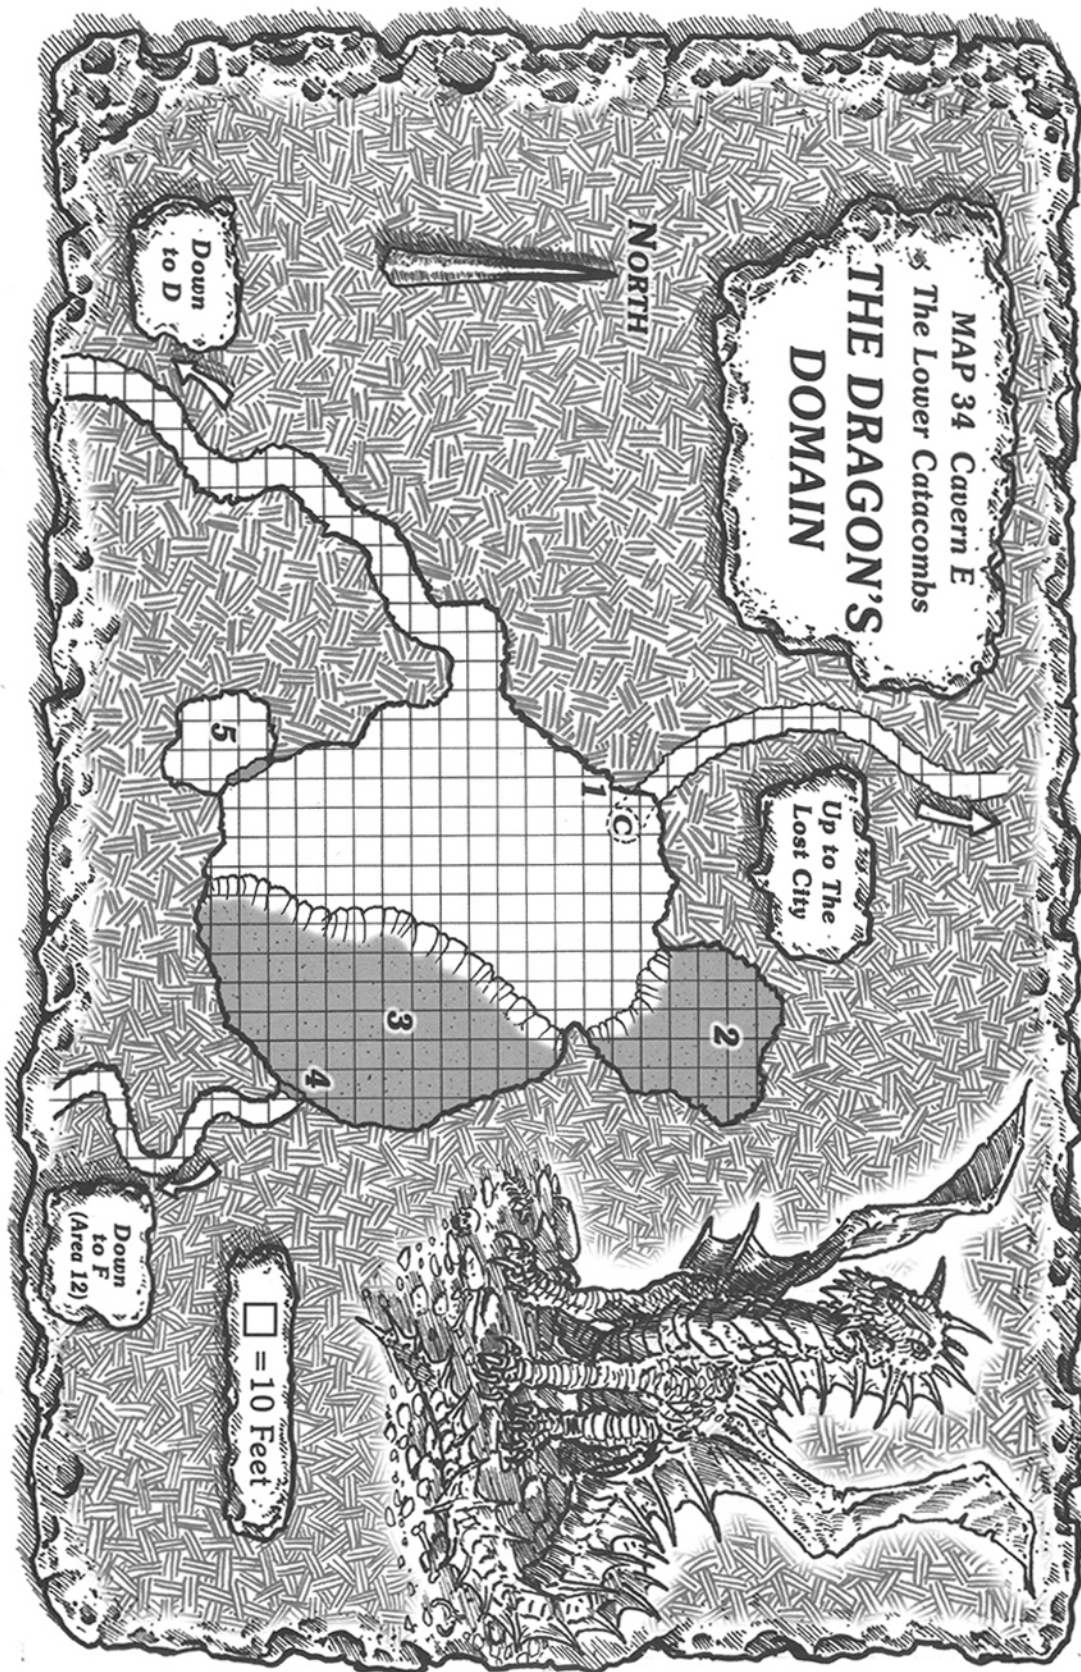 MAP 34 Cavern E
The Lower Catacombs
THE DRAGON'S
DOMAIN
NORTH
Down
to D
Up to The
Lost City
1
C
2
3
4
5
Down
to F
(Area 12)
= 10 Feet